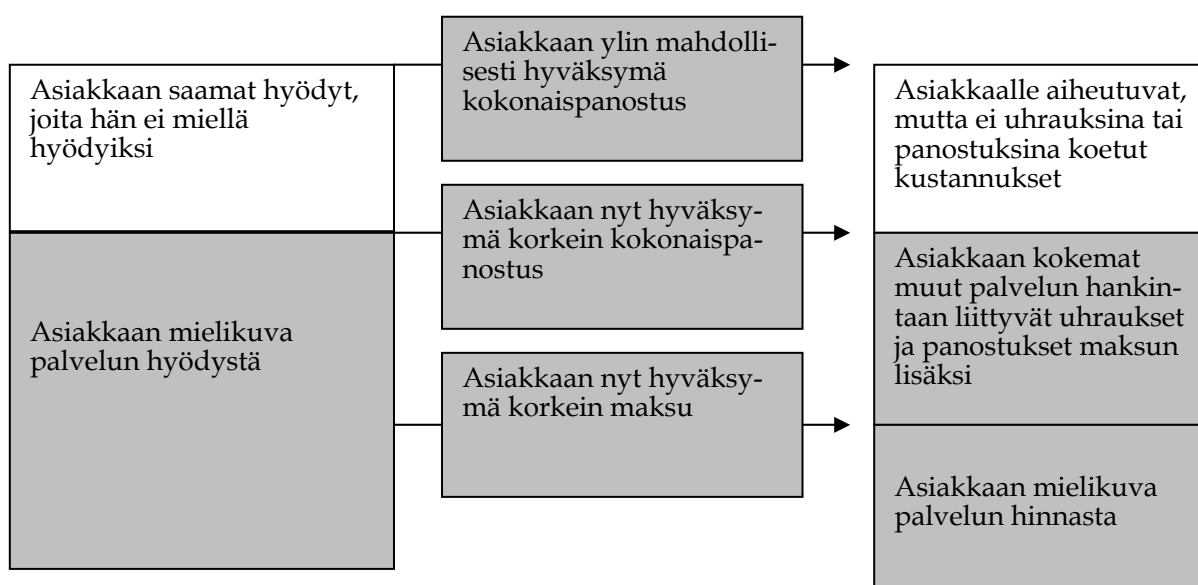 Asiakkaan saamat hyödyt,
joita hän ei miellä
hyödyiksi
Asiakkaan mielikuva
palvelun hyödystä
Asiakkaan ylin mahdolli-
sesti hyväksymä
kokonaispanostus
Asiakkaan nyt hyväksy-
mä korkein kokonaispa-
nostus
Asiakkaan nyt hyväksy-
mä korkein maksu
Asiakkaalle aiheutuvat,
mutta ei uhrauksina tai
panostuksina koetut
kustannukset
Asiakkaan kokemat
muut palvelun hankin-
taan liittyvät uhraukset
ja panostukset maksun
lisäksi
Asiakkaan mielikuva
palvelun hinnasta